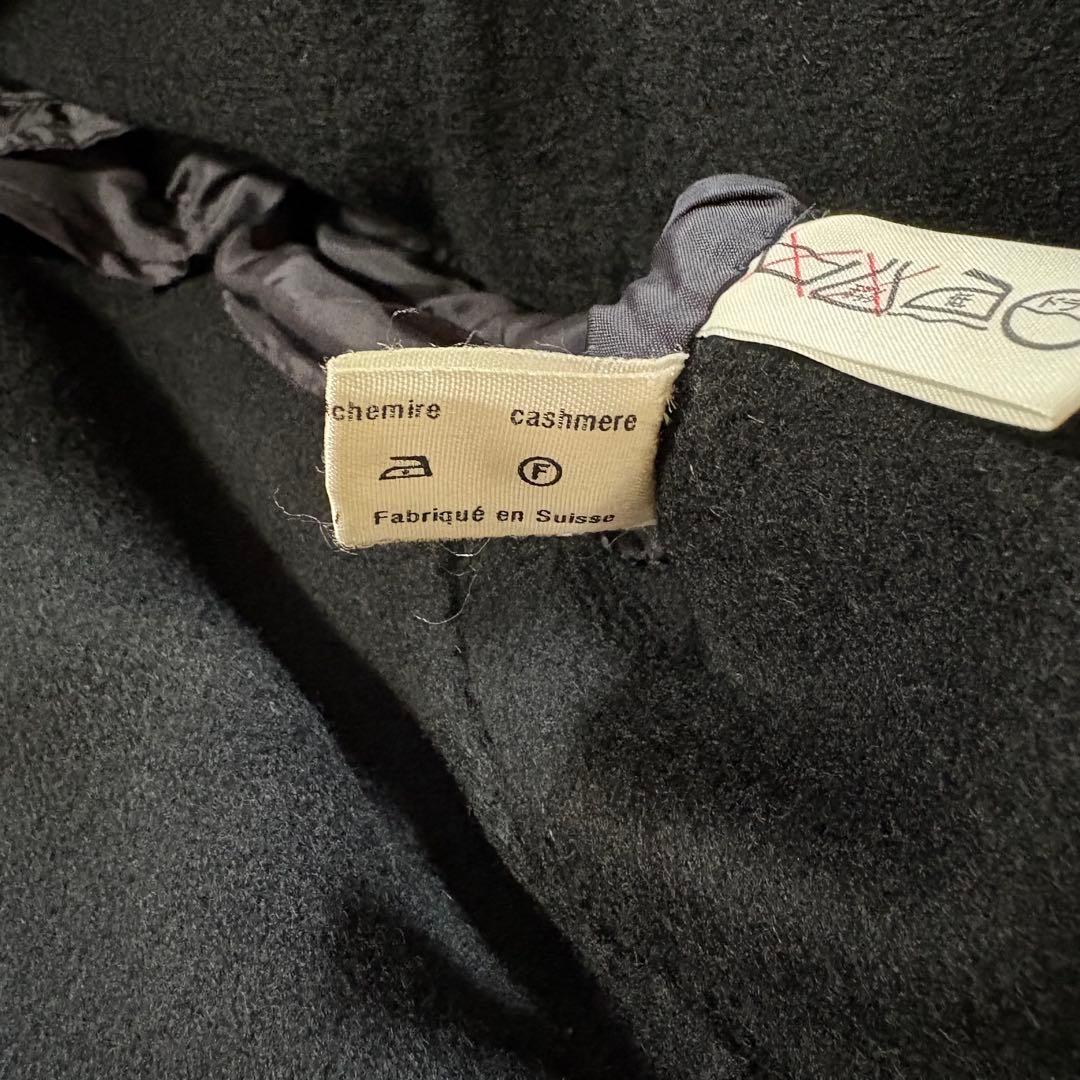 chemire cashmere
F
Fabriqué en Suisse